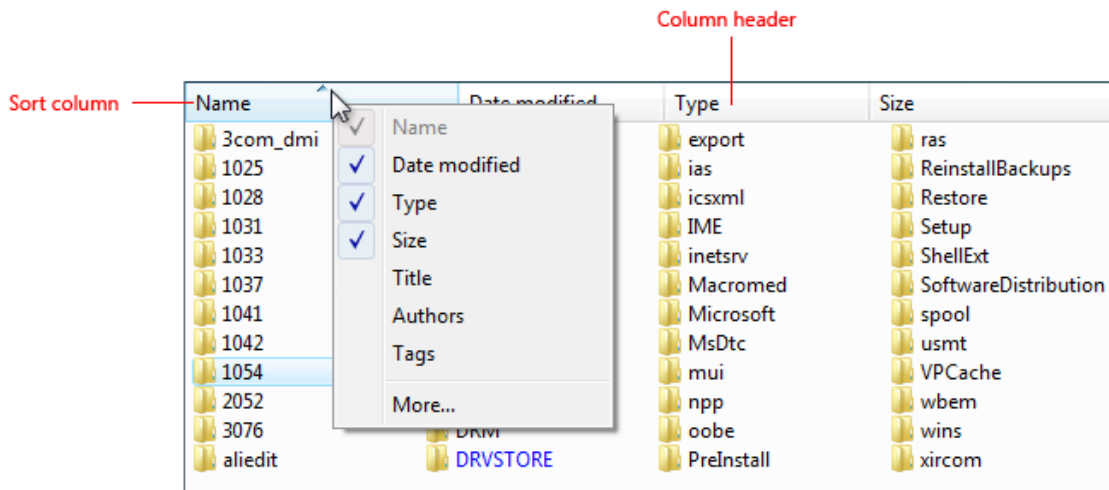 Column header
Sort column
Name Date modified Type Size
3com_dmi
1025
1028
1031
1033
1037
1041
1042
1054
2052
3076
aliedit
Name
Date modified
Type
Size
Title
Authors
Tags
More...
DRM
DRVSTORE
export
ias
icsxml
IME
inetsrv
Macromed
Microsoft
MsDtc
mui
npp
oobe
PreInstall
ras
ReinstallBackups
Restore
Setup
ShellExt
SoftwareDistribution
spool
usmt
VPCache
wbem
wins
xircom